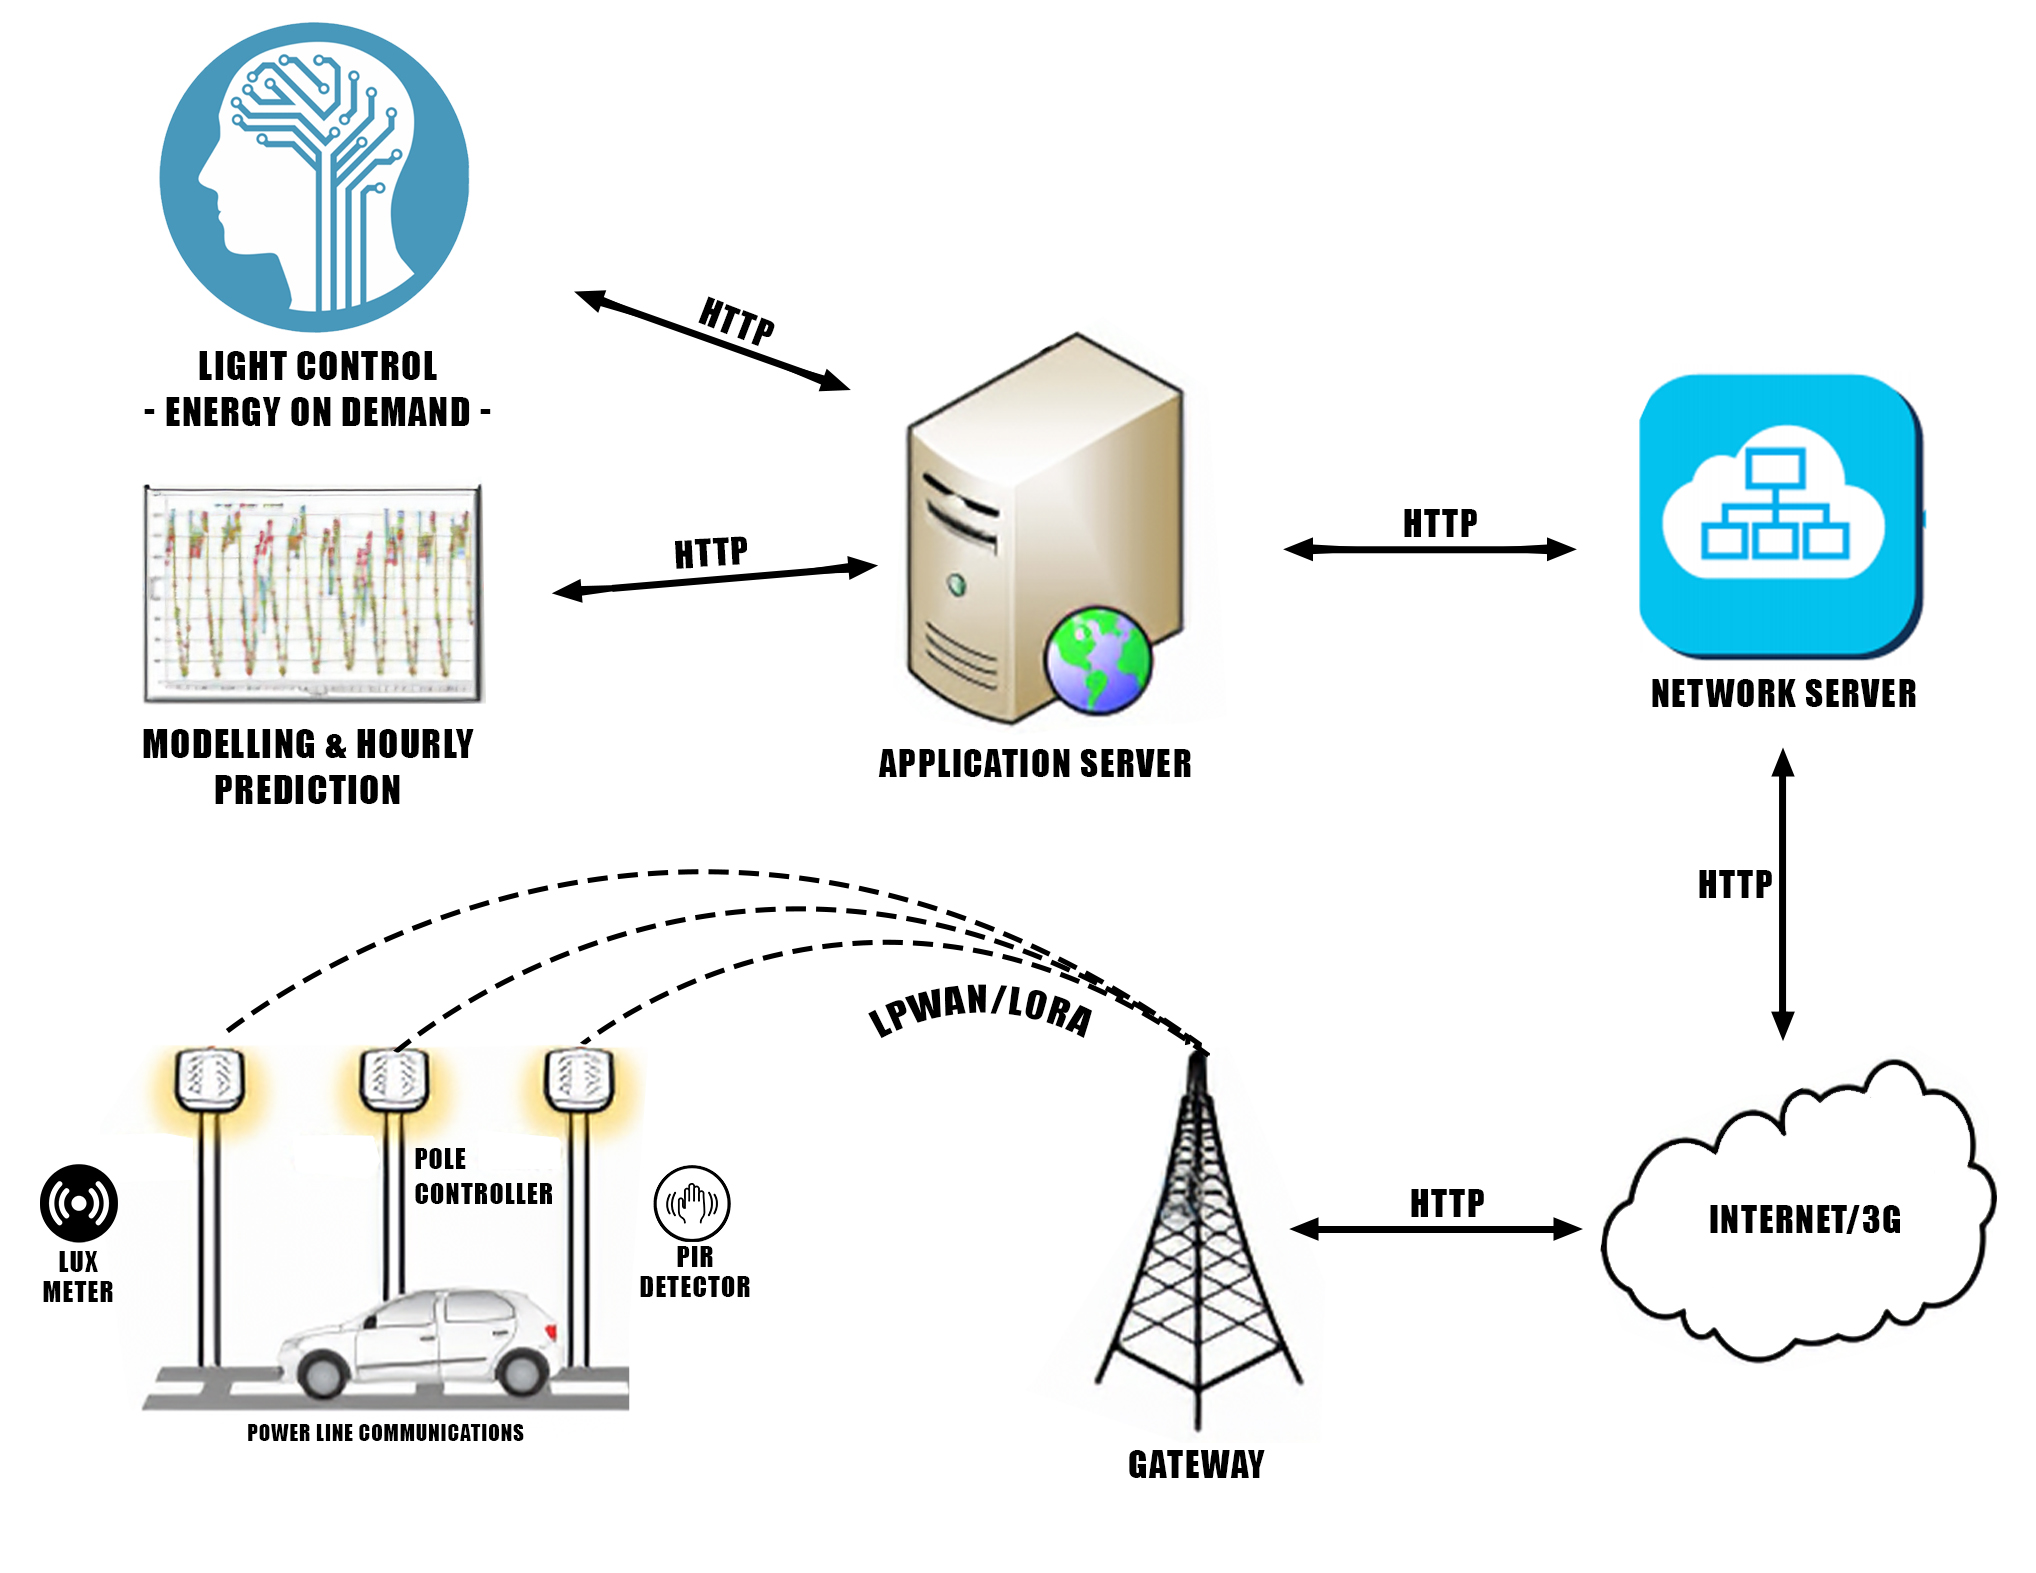 LIGHT CONTROL
- ENERGY ON DEMAND -
HTTP
MODELLING & HOURLY
PREDICTION
HTTP
APPLICATION SERVER
HTTP
NETWORK SERVER
HTTP
LPWAN/LORA
POLE
CONTROLLER
LUX
METER
PIR
DETECTOR
POWER LINE COMMUNICATIONS
GATEWAY
HTTP
INTERNET/3G